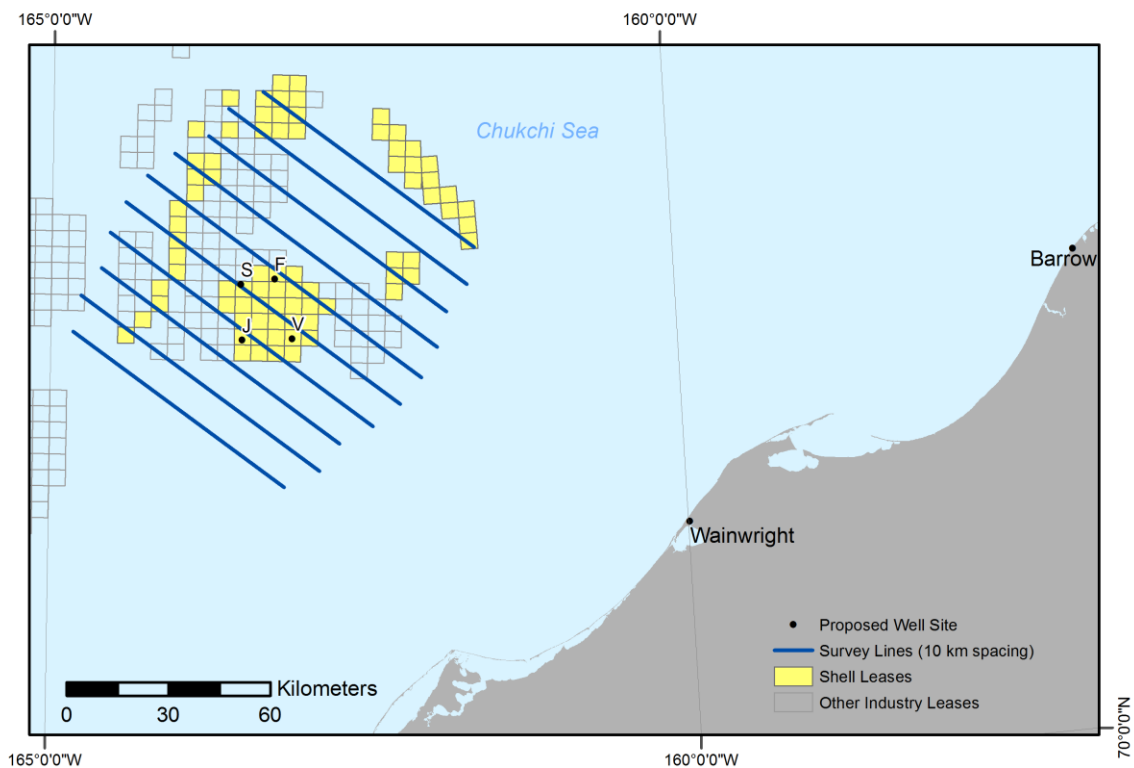 165°0'0"W
160°0'0"W
Chukchi Sea
Barrow
S
F
J
V
Wainwright
Proposed Well Site
Survey Lines (10 km spacing)
Shell Leases
Other Industry Leases
Kilometers
0 30 60
70°0'0"N
165°0'0"W
160°0'0"W